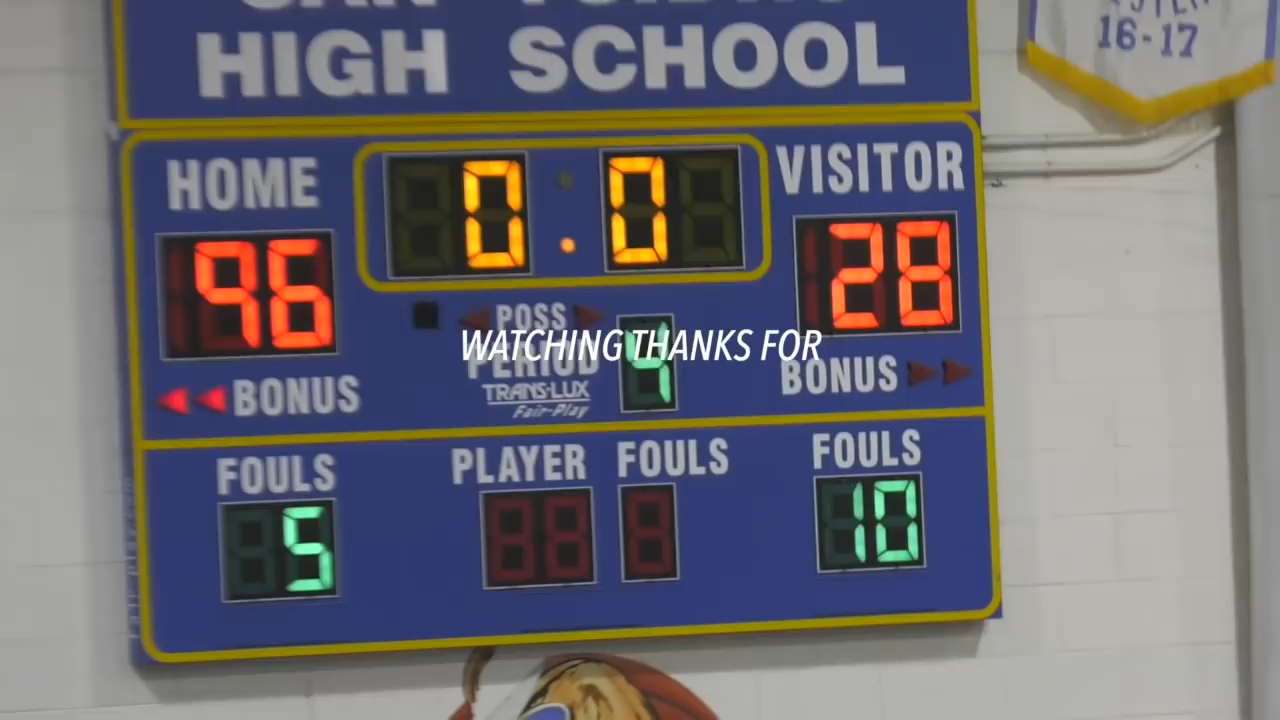 HIGH SCHOOL
HOME
0.0
VISITOR
96
28
POSS
WATCHING THANKS FOR
PERIOD 4
BONUS
TRANS-LUX
Fair-Play
BONUS
FOULS
PLAYER FOULS
FOULS
5
10
16-17